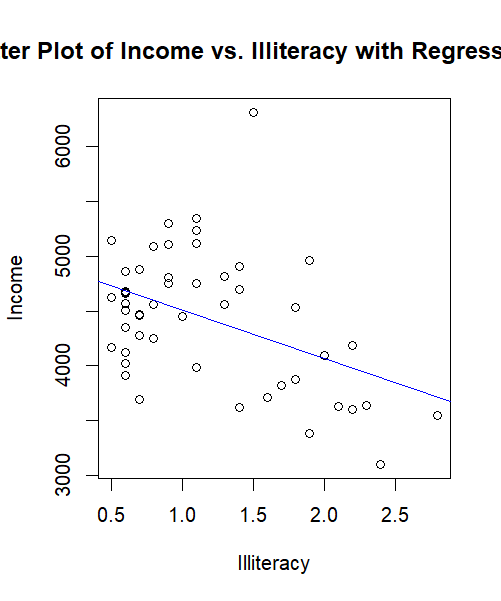 ter Plot of Income vs. Illiteracy with Regress
6000
5000
4000
3000
Income
0.5 1.0 1.5 2.0 2.5
Illiteracy